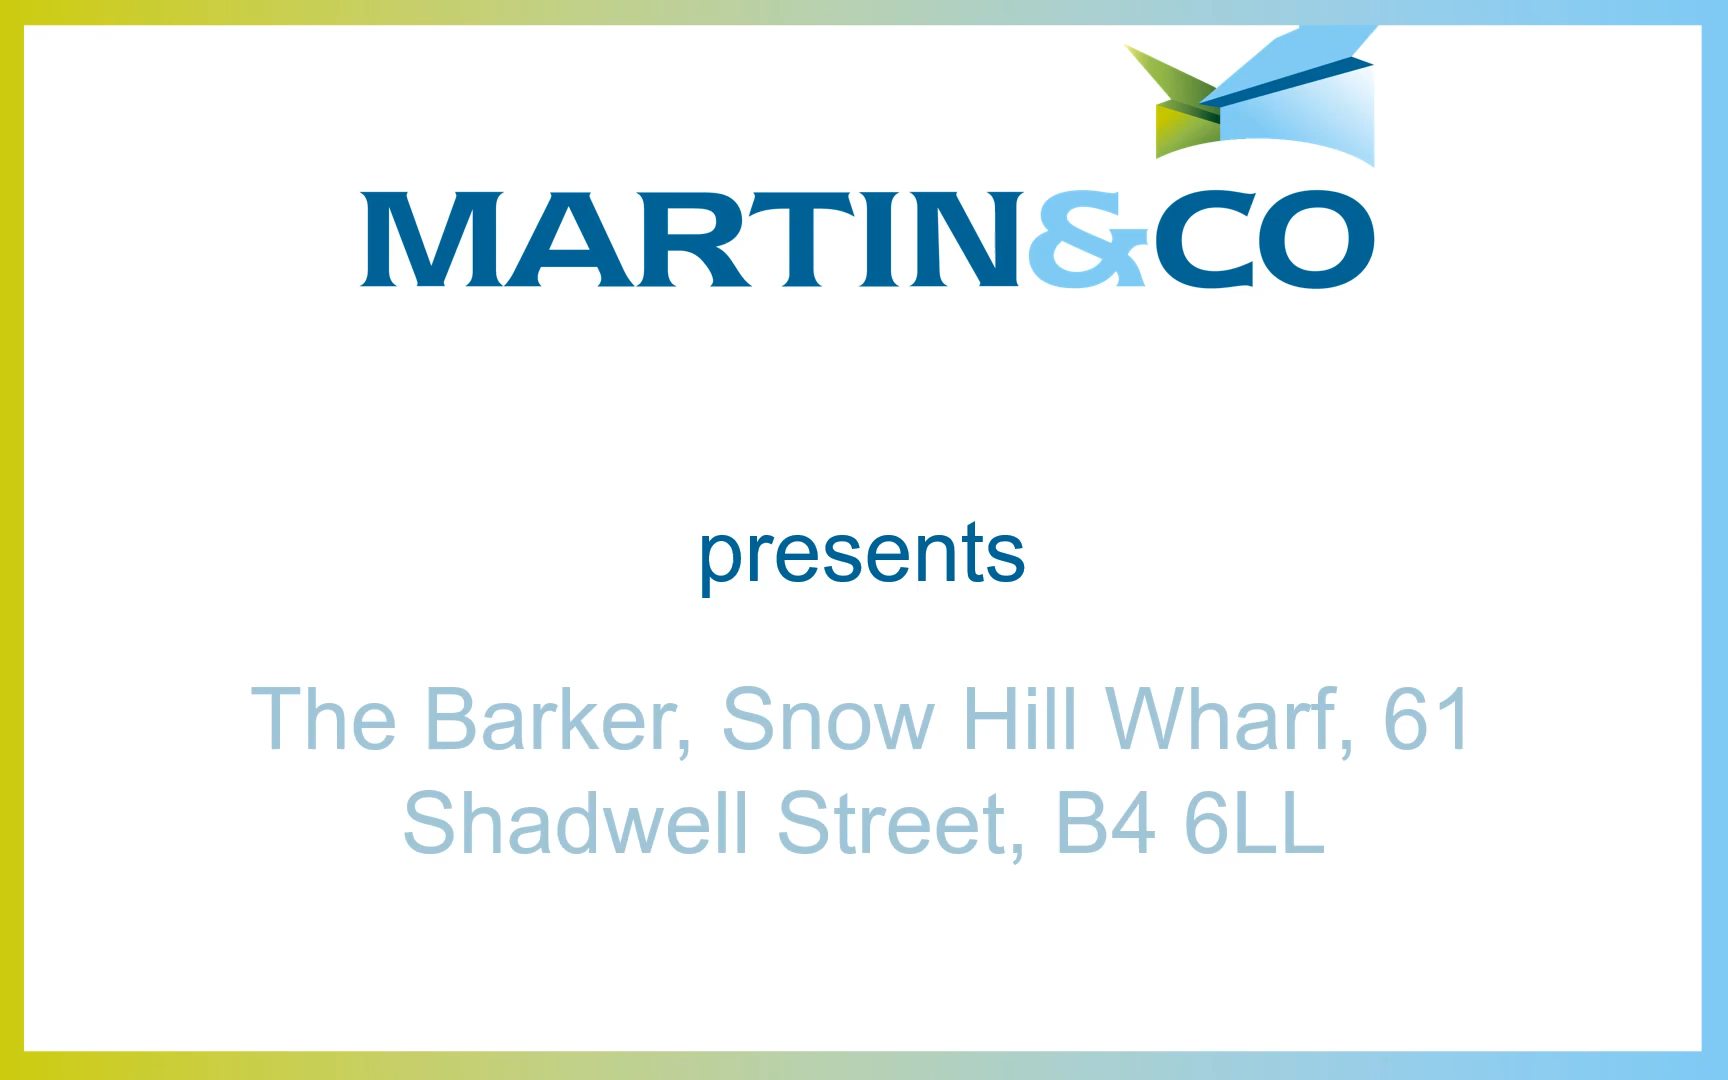 MARTIN&CO
presents
The Barker, Snow Hill Wharf, 61
Shadwell Street, B4 6LL